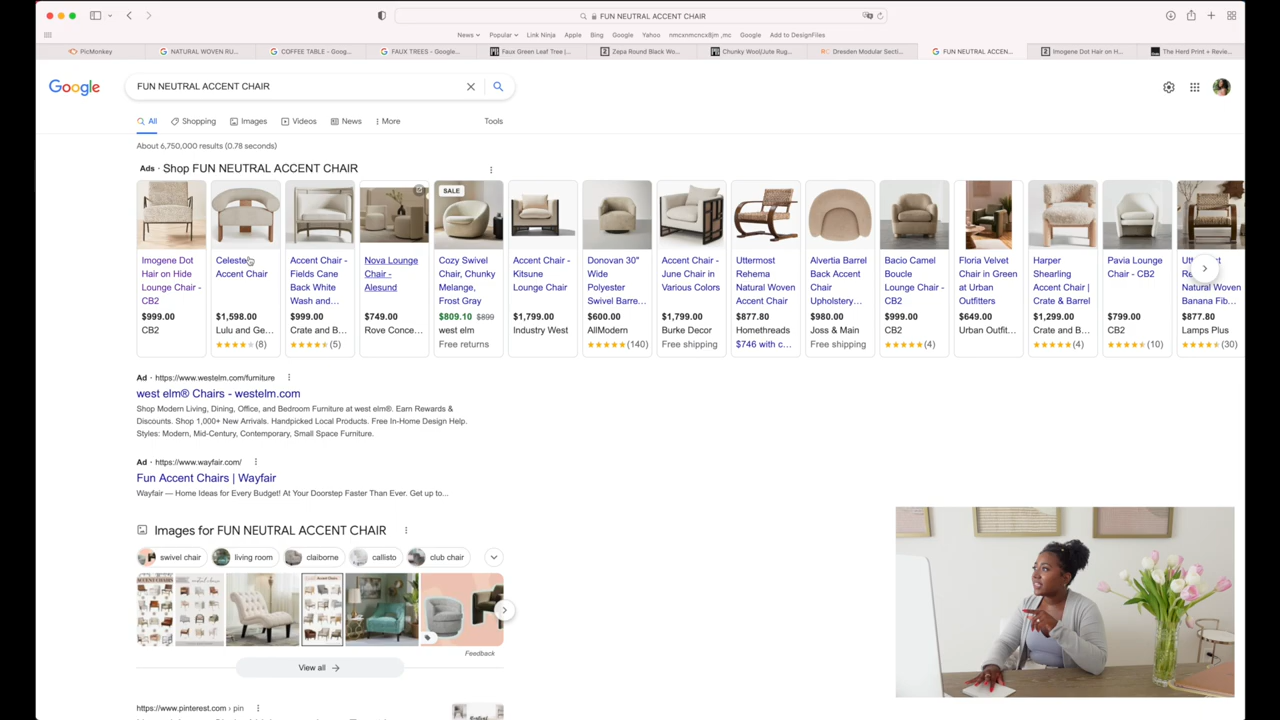 FUN NEUTRAL ACCENT CHAIR
News
Popular
Link Ninja
Apple
Bing
Google
Yahoo
nmcxnmcncx8jm ,mc
Google
Add to DesignFiles
PicMonkey
NATURAL WOVEN RU...
COFFEE TABLE - Goog...
FAUX TREES - Google...
Faux Green Leaf Tree |...
Zepa Round Black Wo...
Chunky Wool/Jute Rug...
Dresden Modular Secti...
FUN NEUTRAL ACCEN...
Imogene Dot Hair on H...
The Herd Print + Revie...
Google
FUN NEUTRAL ACCENT CHAIR
All
Shopping
Images
Videos
News
More
Tools
About 6,750,000 results (0.78 seconds)
Ads · Shop FUN NEUTRAL ACCENT CHAIR
Imogene Dot
Hair on Hide
Lounge Chair -
CB2
$999.00
CB2
Celeste
Accent Chair
$1,598.00
Lulu and Ge...
(8)
Accent Chair -
Fields Cane
Back White
Wash and...
$999.00
Crate and B...
(5)
Nova Lounge
Chair -
Alesund
$749.00
Rove Conce...
SALE
Cozy Swivel
Chair, Chunky
Melange,
Frost Gray
$809.10 $899
west elm
Free returns
Accent Chair -
Kitsune
Lounge Chair
$1,799.00
Industry West
Donovan 30"
Wide
Polyester
Swivel Barre...
$600.00
AllModern
(140)
Accent Chair -
June Chair in
Various Colors
$1,799.00
Burke Decor
Free shipping
Uttermost
Rehema
Natural Woven
Accent Chair
$877.80
Homethreads
$746 with c...
Alvertia Barrel
Back Accent
Chair
Upholstery...
$980.00
Joss & Main
Free shipping
Bacio Camel
Boucle
Lounge Chair -
CB2
$999.00
CB2
(4)
Floria Velvet
Chair in Green
at Urban
Outfitters
$649.00
Urban Outfit...
Harper
Shearling
Accent Chair |
Crate & Barrel
$1,299.00
Crate and B...
(4)
Pavia Lounge
Chair - CB2
$799.00
CB2
(10)
Natural Woven
Banana Fib...
$877.80
Lamps Plus
(30)
Ad · https://www.westelm.com/furniture
west elm® Chairs - westelm.com
Shop Modern Living, Dining, Office, and Bedroom Furniture at west elm®. Earn Rewards &
Discounts. Shop 1,000+ New Arrivals. Handpicked Local Products. Free In-Home Design Help.
Styles: Modern, Mid-Century, Contemporary, Small Space Furniture.
Ad · https://www.wayfair.com/
Fun Accent Chairs | Wayfair
Wayfair — Home Ideas for Every Budget! At Your Doorstep Faster Than Ever. Get up to...
Images for FUN NEUTRAL ACCENT CHAIR
swivel chair
living room
claiborne
callisto
club chair
Feedback
View all
https://www.pinterest.com › pin